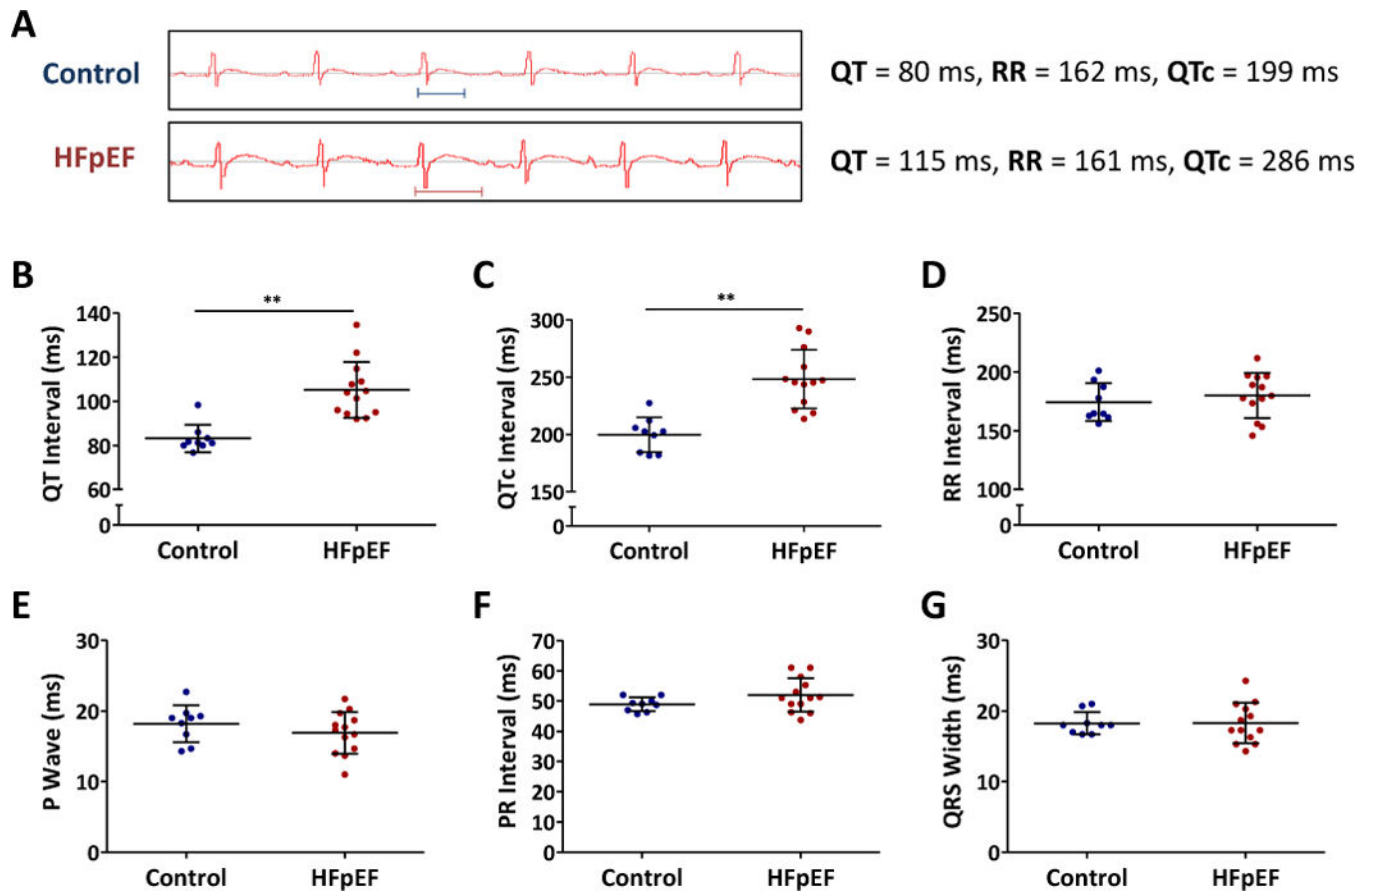 A
Control
QT = 80 ms, RR = 162 ms, QTc = 199 ms
HFpEF
QT = 115 ms, RR = 161 ms, QTc = 286 ms
B
QT Interval (ms)
140
120
100
80
60
0
**
Control
HFpEF
C
QTc Interval (ms)
300
250
200
150
0
**
Control
HFpEF
D
RR Interval (ms)
250
200
150
100
0
Control
HFpEF
E
P Wave (ms)
30
20
10
0
Control
HFpEF
F
PR Interval (ms)
70
60
50
40
30
20
10
0
Control
HFpEF
G
QRS Width (ms)
30
20
10
0
Control
HFpEF